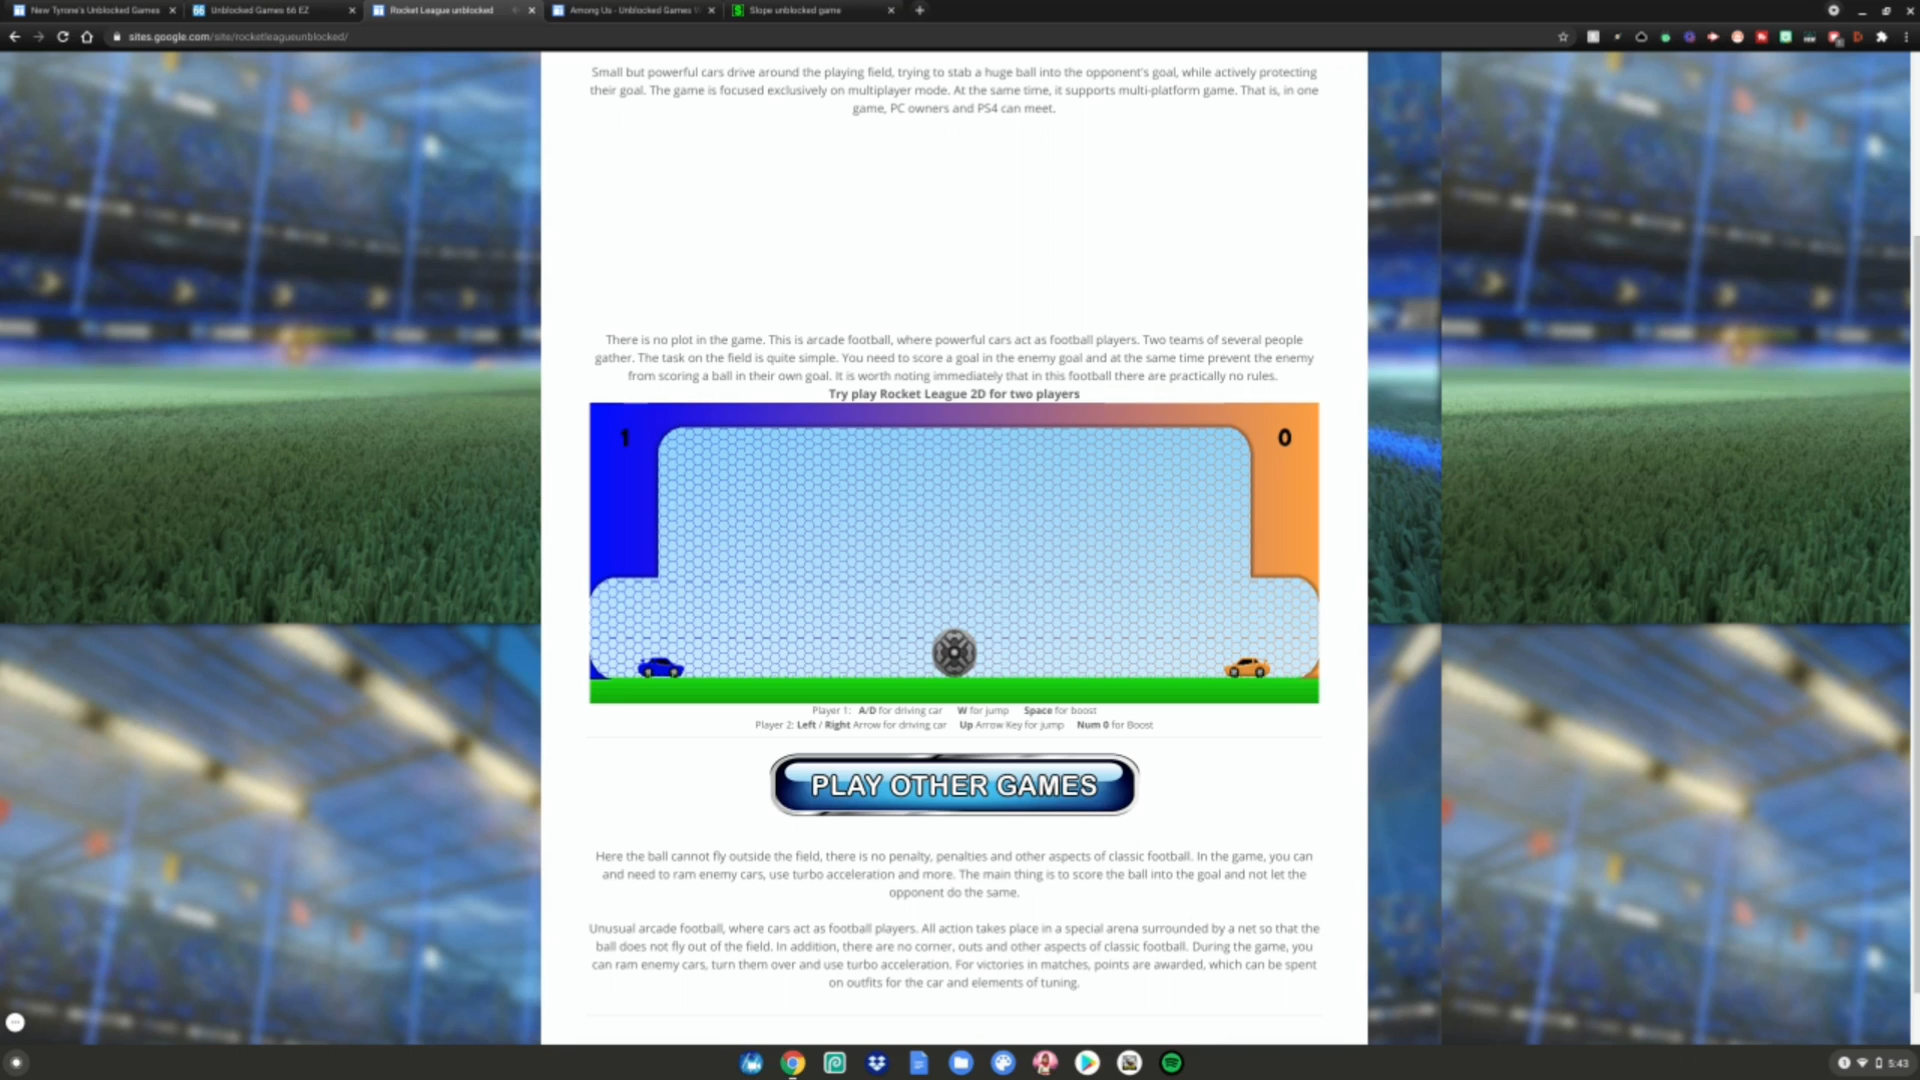 New Tyrone's Unblocked Games
Unblocked Games 66 EZ
Rocket League unblocked
Among Us - Unblocked Games
Slope unblocked game
sites.google.com/site/rocketleagueunblocked/
Small but powerful cars drive around the playing field, trying to stab a huge ball into the opponent's goal, while actively protecting
their goal. The game is focused exclusively on multiplayer mode. At the same time, it supports multi-platform game. That is, in one
game, PC owners and PS4 can meet.
There is no plot in the game. This is arcade football, where powerful cars act as football players. Two teams of several people
gather. The task on the field is quite simple. You need to score a goal in the enemy goal and at the same time prevent the enemy
from scoring a ball in their own goal. It is worth noting immediately that in this football there are practically no rules.
Try play Rocket League 2D for two players
1
0
Player 1: A/D for driving car W for jump Space for boost
Player 2: Left / Right Arrow for driving car Up Arrow Key for jump Num 0 for Boost
PLAY OTHER GAMES
Here the ball cannot fly outside the field, there is no penalty, penalties and other aspects of classic football. In the game, you can
and need to ram enemy cars, use turbo acceleration and more. The main thing is to score the ball into the goal and not let the
opponent do the same.
Unusual arcade football, where cars act as football players. All action takes place in a special arena surrounded by a net so that the
ball does not fly out of the field. In addition, there are no corner, outs and other aspects of classic football. During the game, you
can ram enemy cars, turn them over and use turbo acceleration. For victories in matches, points are awarded, which can be spent
on outfits for the car and elements of tuning.
5:43